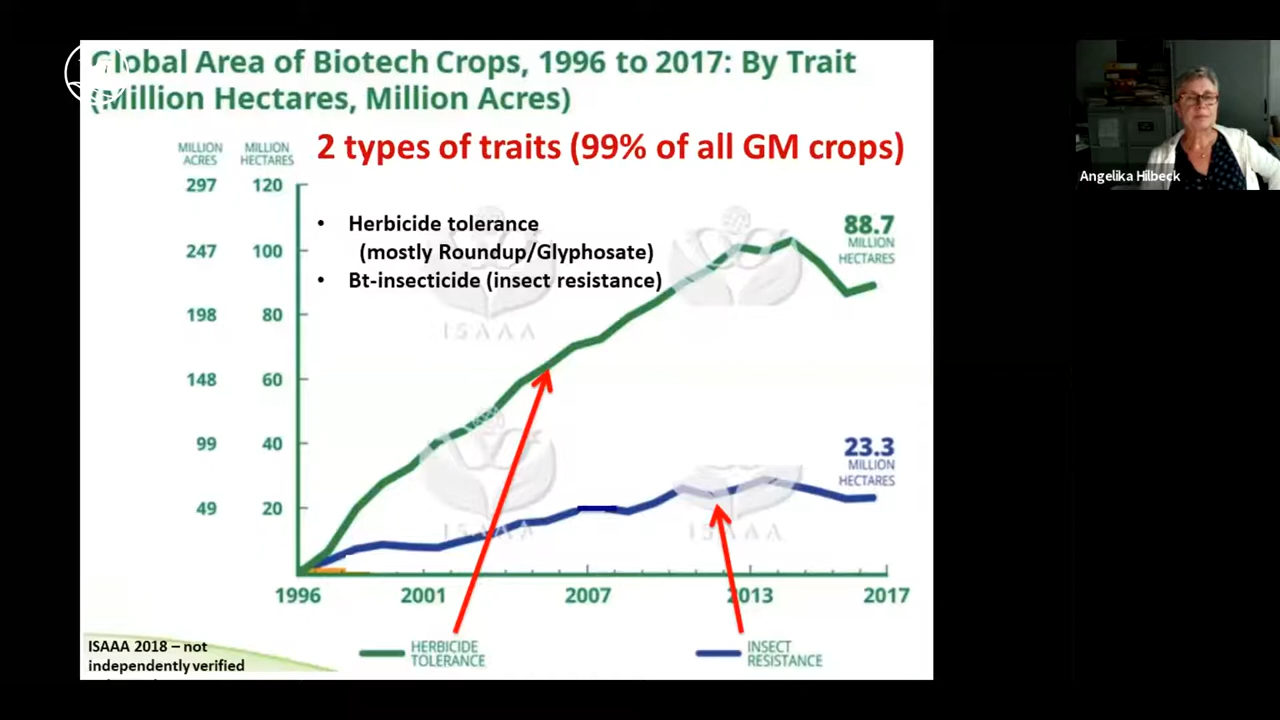 Global Area of Biotech Crops, 1996 to 2017: By Trait
(Million Hectares, Million Acres)
2 types of traits (99% of all GM crops)
MILLION ACRES
MILLION HECTARES
297 120
247 100
198 80
148 60
99 40
49 20
• Herbicide tolerance
(mostly Roundup/Glyphosate)
• Bt-insecticide (insect resistance)
88.7
MILLION
HECTARES
23.3
MILLION
HECTARES
ISAAA
ISAAA
ISAAA
1996 2001 2007 2013 2017
HERBICIDE
TOLERANCE
INSECT
RESISTANCE
ISAAA 2018 – not
independently verified
Angelika Hilbeck